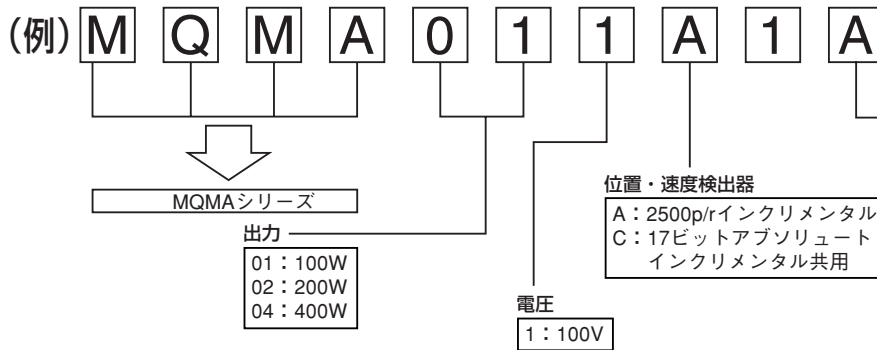 (例) M Q M A 0 1 1 A 1 A
MQMAシリーズ
出力
01：100W
02：200W
04：400W
電圧
1：100V
位置・速度検出器
A：2500p/rインクリメンタル
C：17ビットアブソリュート
インクリメンタル共用